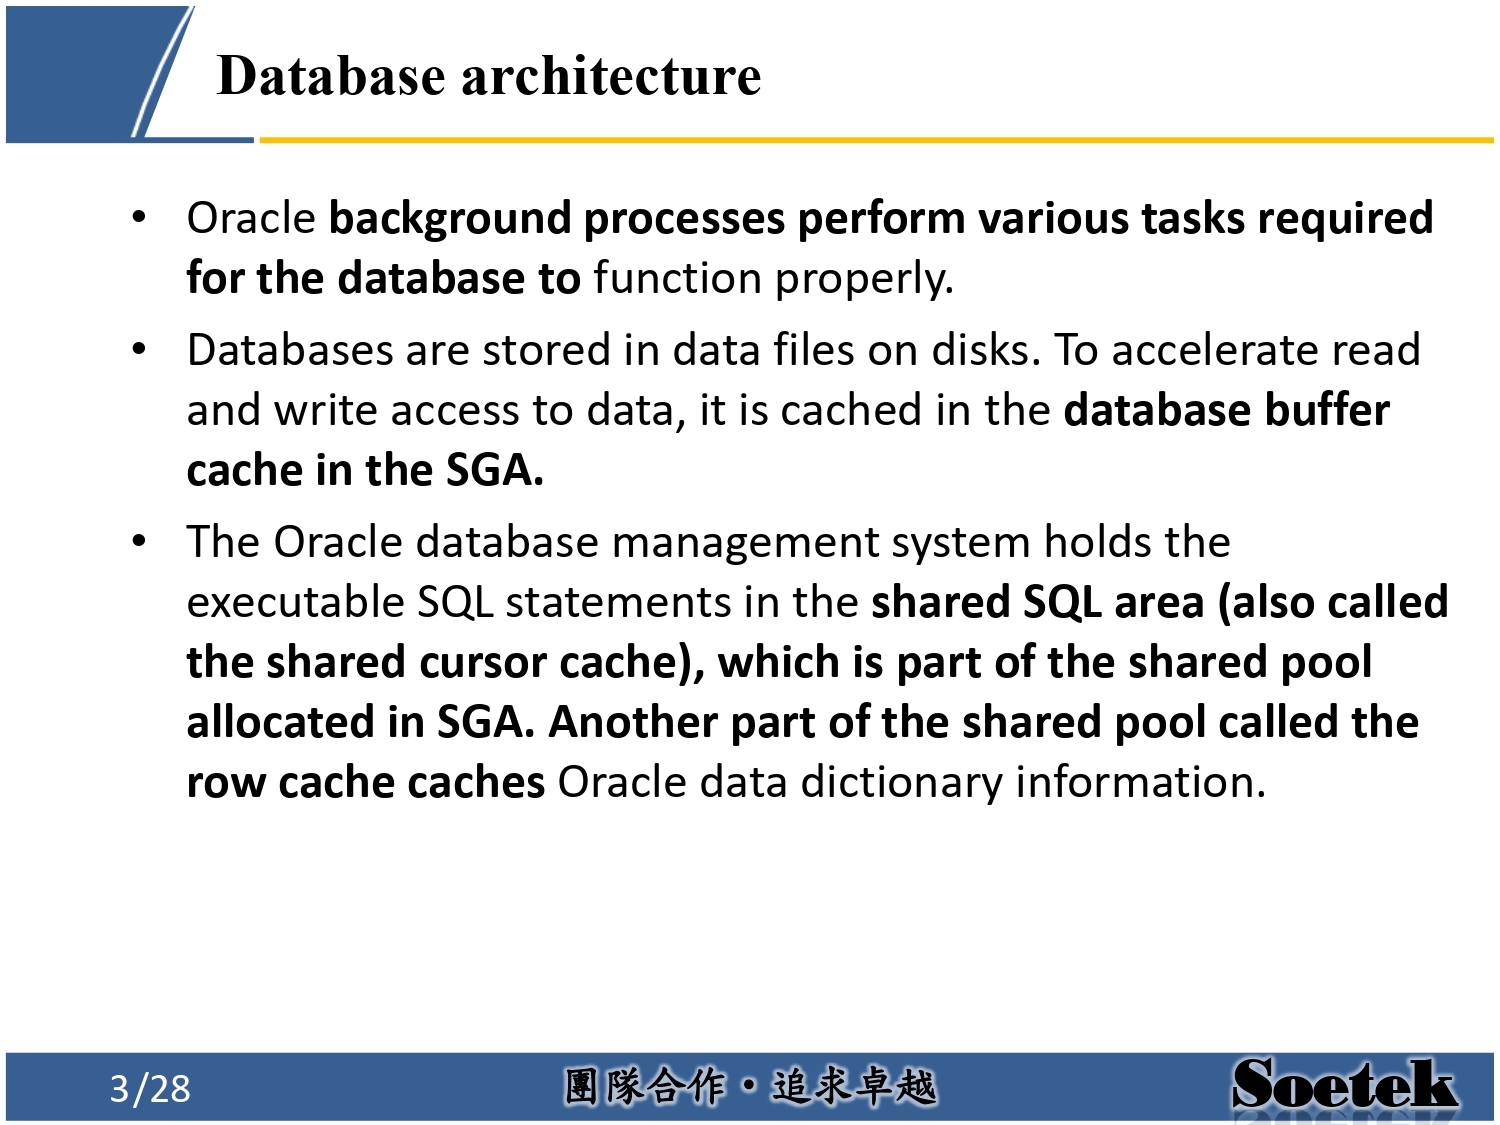 Database architecture
• Oracle background processes perform various tasks required
for the database to function properly.
• Databases are stored in data files on disks. To accelerate read
and write access to data, it is cached in the database buffer
cache in the SGA.
• The Oracle database management system holds the
executable SQL statements in the shared SQL area (also called
the shared cursor cache), which is part of the shared pool
allocated in SGA. Another part of the shared pool called the
row cache caches Oracle data dictionary information.
3/28
團隊合作・追求卓越
Soetek